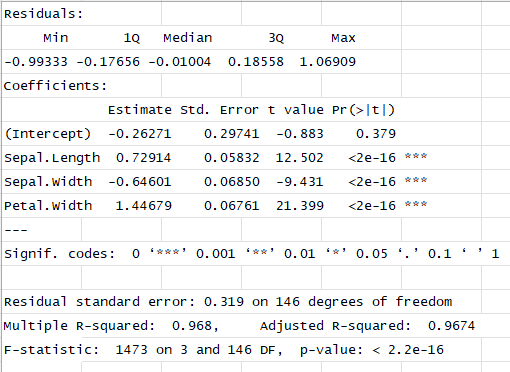 Residuals:
Min 1Q Median 3Q Max
-0.99333 -0.17656 -0.01004 0.18558 1.06909
Coefficients:
Estimate Std. Error t value Pr(>|t|)
(Intercept) -0.26271 0.29741 -0.883 0.379
Sepal.Length 0.72914 0.05832 12.502 <2e-16 ***
Sepal.Width -0.64601 0.06850 -9.431 <2e-16 ***
Petal.Width 1.44679 0.06761 21.399 <2e-16 ***
---
Signif. codes: 0 ‘***’ 0.001 ‘**’ 0.01 ‘*’ 0.05 ‘.’ 0.1 ‘ ’ 1
Residual standard error: 0.319 on 146 degrees of freedom
Multiple R-squared: 0.968, Adjusted R-squared: 0.9674
F-statistic: 1473 on 3 and 146 DF, p-value: < 2.2e-16